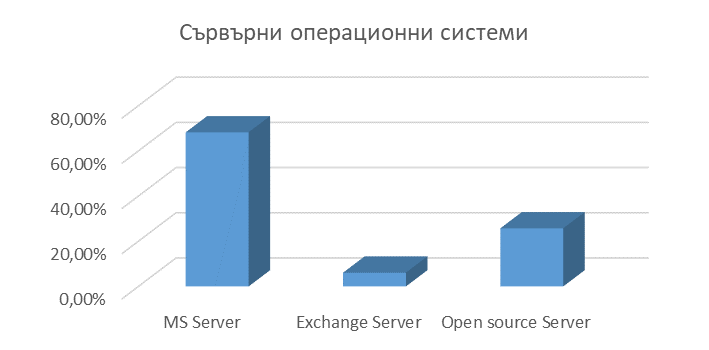 Сървърни операционни системи
80,00%
60,00%
40,00%
20,00%
0,00%
MS Server
Exchange Server
Open source Server